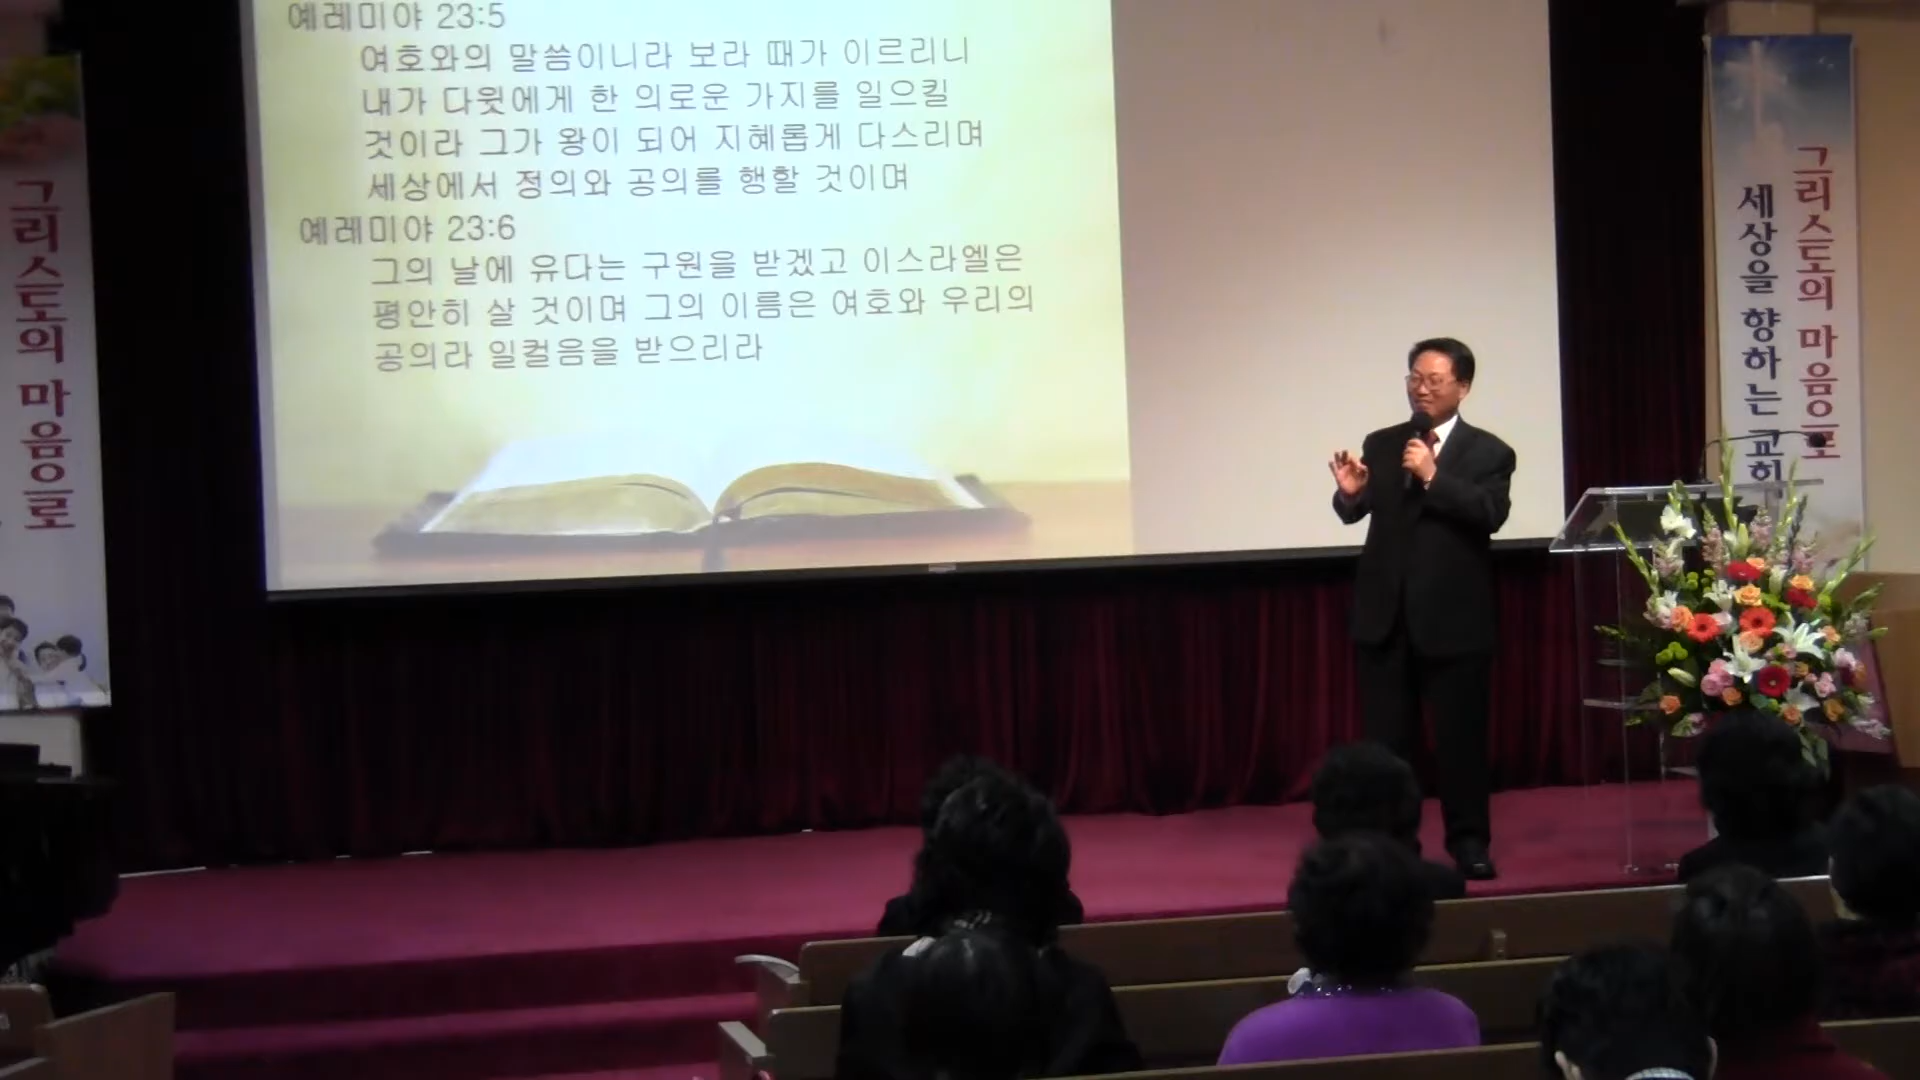 예레미야 23:5
여호와의 말씀이니라 보라 때가 이르리니
내가 다윗에게 한 의로운 가지를 일으킬
것이라 그가 왕이 되어 지혜롭게 다스리며
세상에서 정의와 공의를 행할 것이며
예레미야 23:6
그의 날에 유다는 구원을 받겠고 이스라엘은
평안히 살 것이며 그의 이름은 여호와 우리의
공의라 일컬음을 받으리라
그리스도의 마음으로
그리스도의 마음으로
세상을 향하는 교회